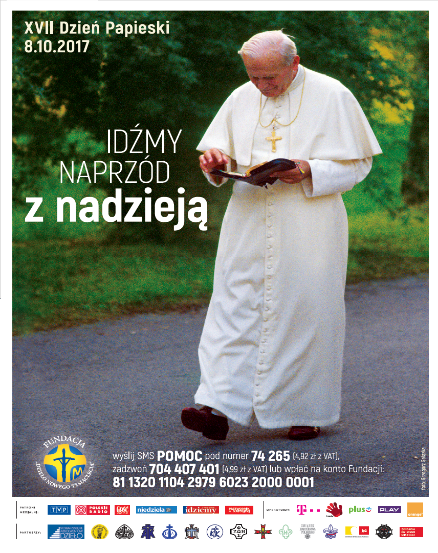 XVII Dzień Papieski
8.10.2017
IDŹMY
NAPRZÓD
z nadzieją
FUNDACJA
DZIEŁO NOWEGO TYSIĄCLECIA
wyślij SMS POMOC pod numer 74 265 (4,92 zł z VAT),
zadzwoń 704 407 401 (4,99 zł z VAT) lub wpłać na konto Fundacji:
81 1320 1104 2979 6023 2000 0001
TVP
niedziela
idziemy
T
plus
PLAY